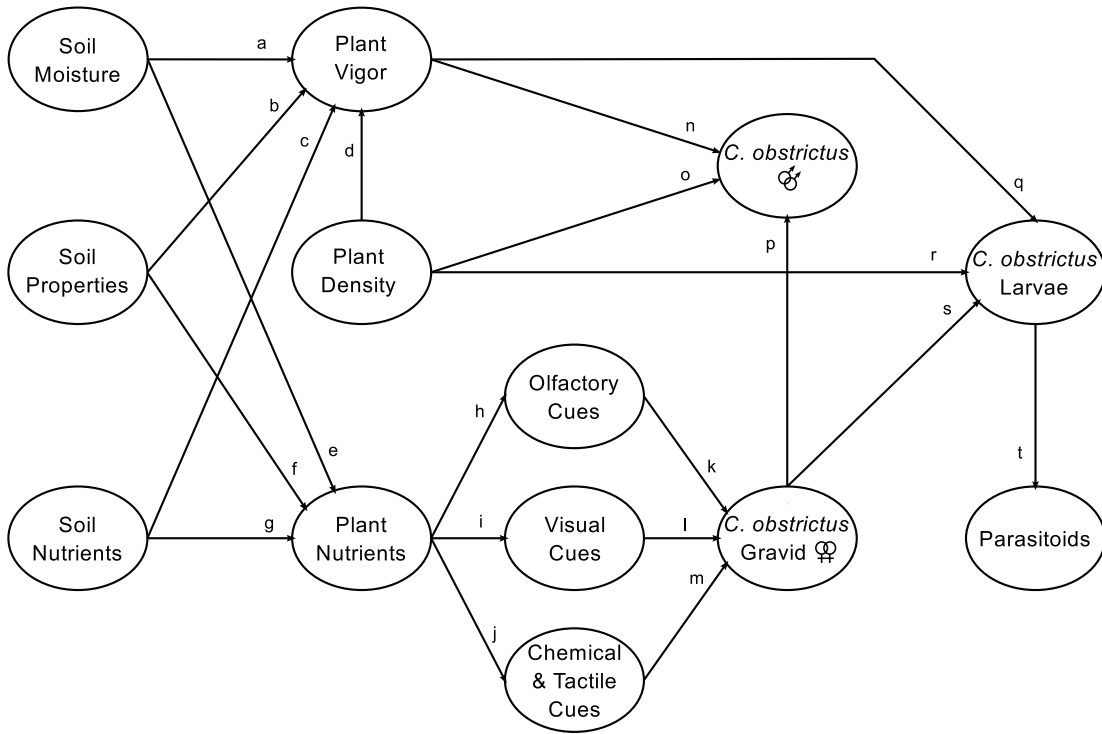 Soil
Moisture
a
Plant
Vigor
b
c
d
n
C. obstrictus
⚣
o
q
Soil
Properties
Plant
Density
p
r
C. obstrictus
Larvae
s
Olfactory
Cues
h
k
e
f
t
Soil
Nutrients
g
Plant
Nutrients
i
Visual
Cues
l
C. obstrictus
Gravid ⚢
Parasitoids
m
j
Chemical
& Tactile
Cues